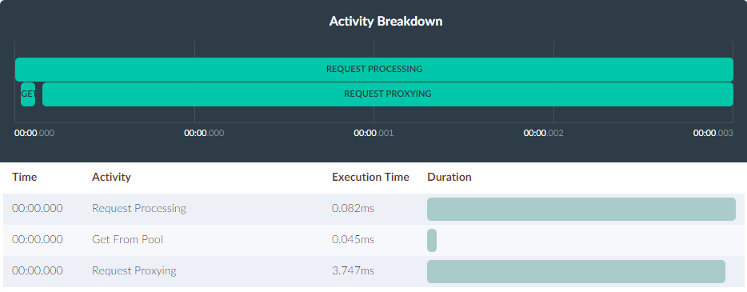 Activity Breakdown
REQUEST PROCESSING
GET REQUEST PROXYING
00:00.000 00:00.000 00:00.001 00:00.002 00:00.003
Time Activity Execution Time Duration
00:00.000 Request Processing 0.082ms
00:00.000 Get From Pool 0.045ms
00:00.000 Request Proxying 3.747ms